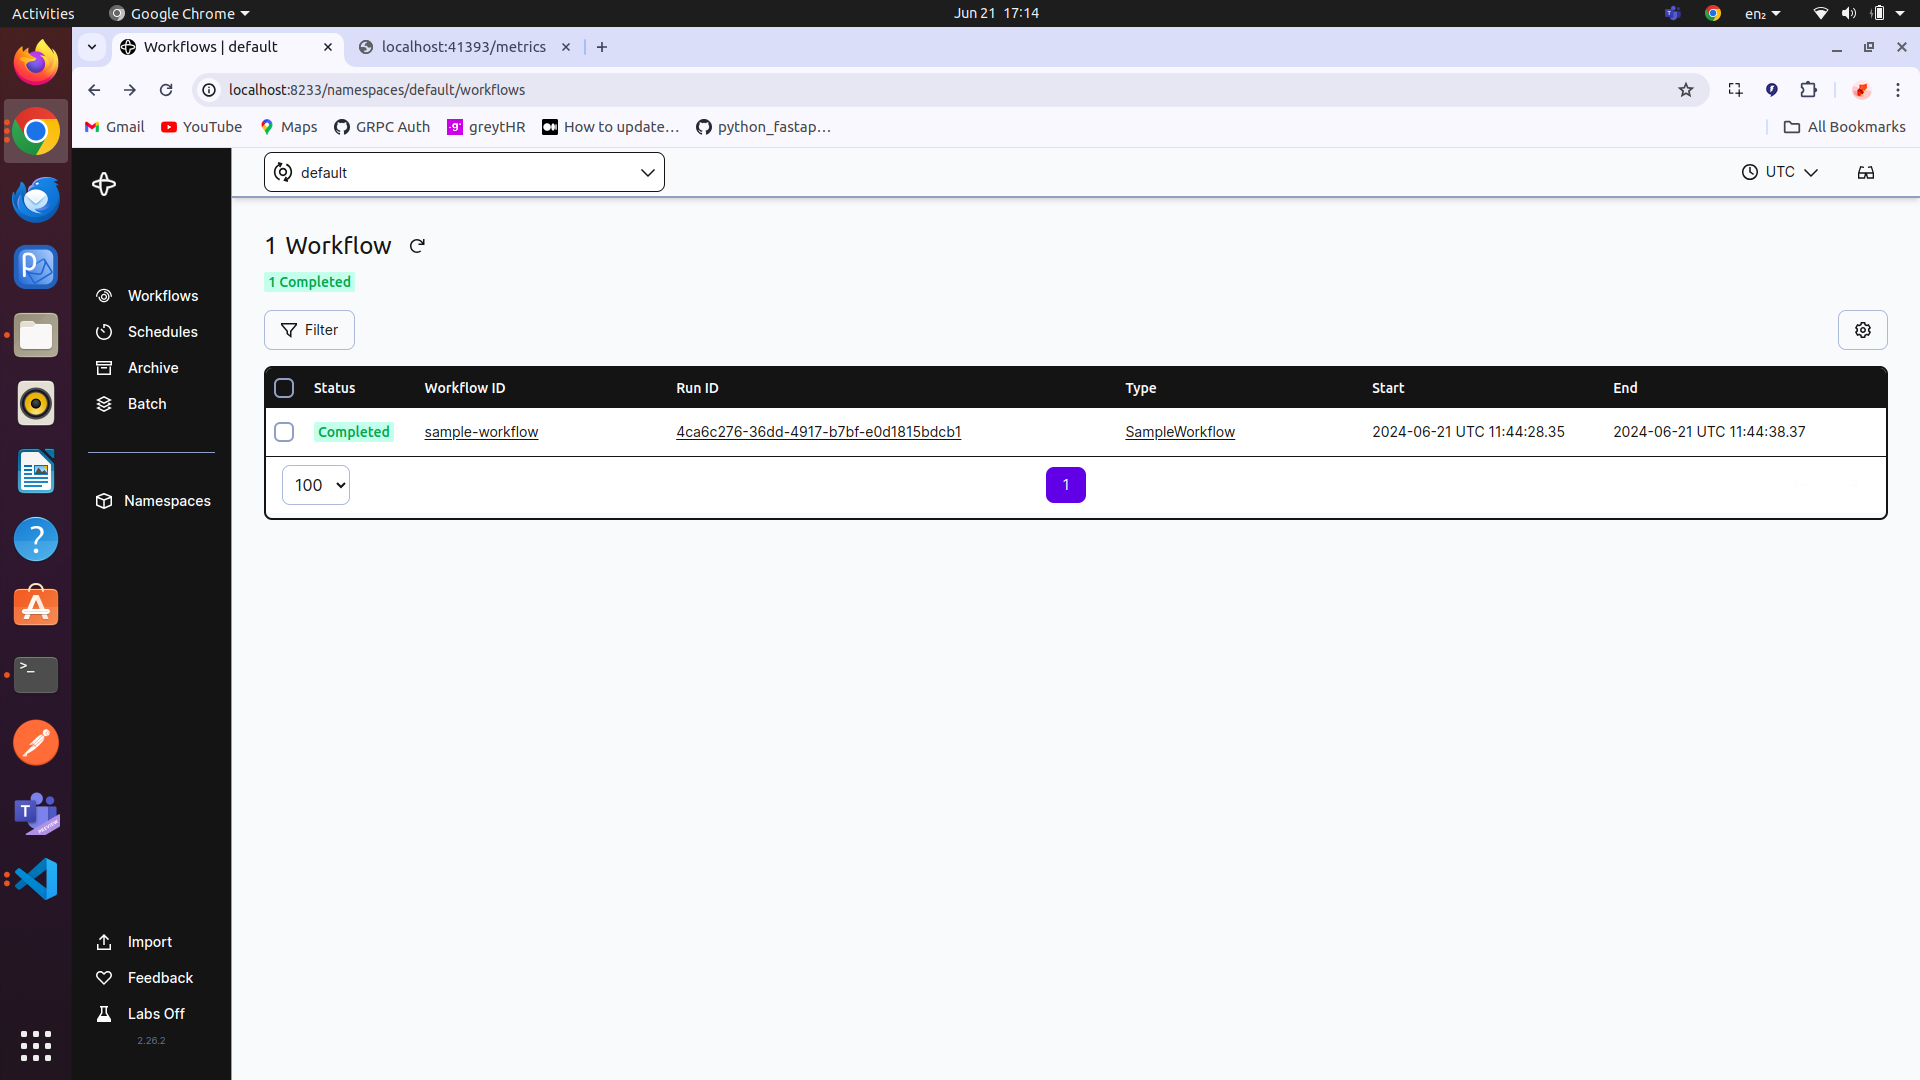 Activities
Google Chrome
Jun 21 17:14
en₂
Workflows | default
localhost:41393/metrics
localhost:8233/namespaces/default/workflows
Gmail
YouTube
Maps
GRPC Auth
greytHR
How to update…
python_fastap…
All Bookmarks
default
UTC
Workflows
Schedules
Archive
Batch
Namespaces
Import
Feedback
Labs Off
2.26.2
1 Workflow
1 Completed
Filter
Status Workflow ID Run ID Type Start End
Completed sample-workflow 4ca6c276-36dd-4917-b7bf-e0d1815bdcb1 SampleWorkflow 2024-06-21 UTC 11:44:28.35 2024-06-21 UTC 11:44:38.37
100
1